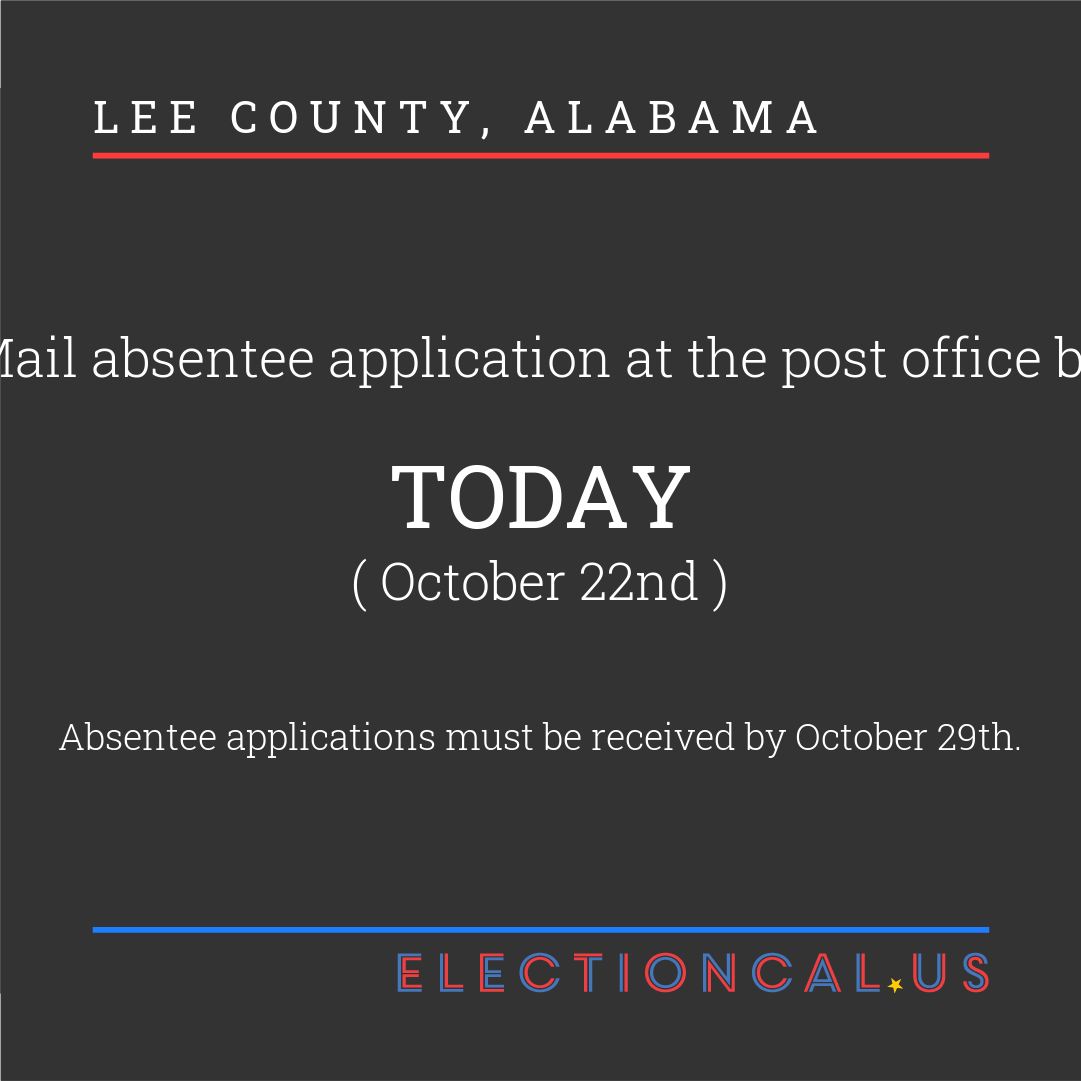 LEE COUNTY, ALABAMA
Mail absentee application at the post office b
TODAY
( October 22nd )
Absentee applications must be received by October 29th.
ELECTIONCAL.US